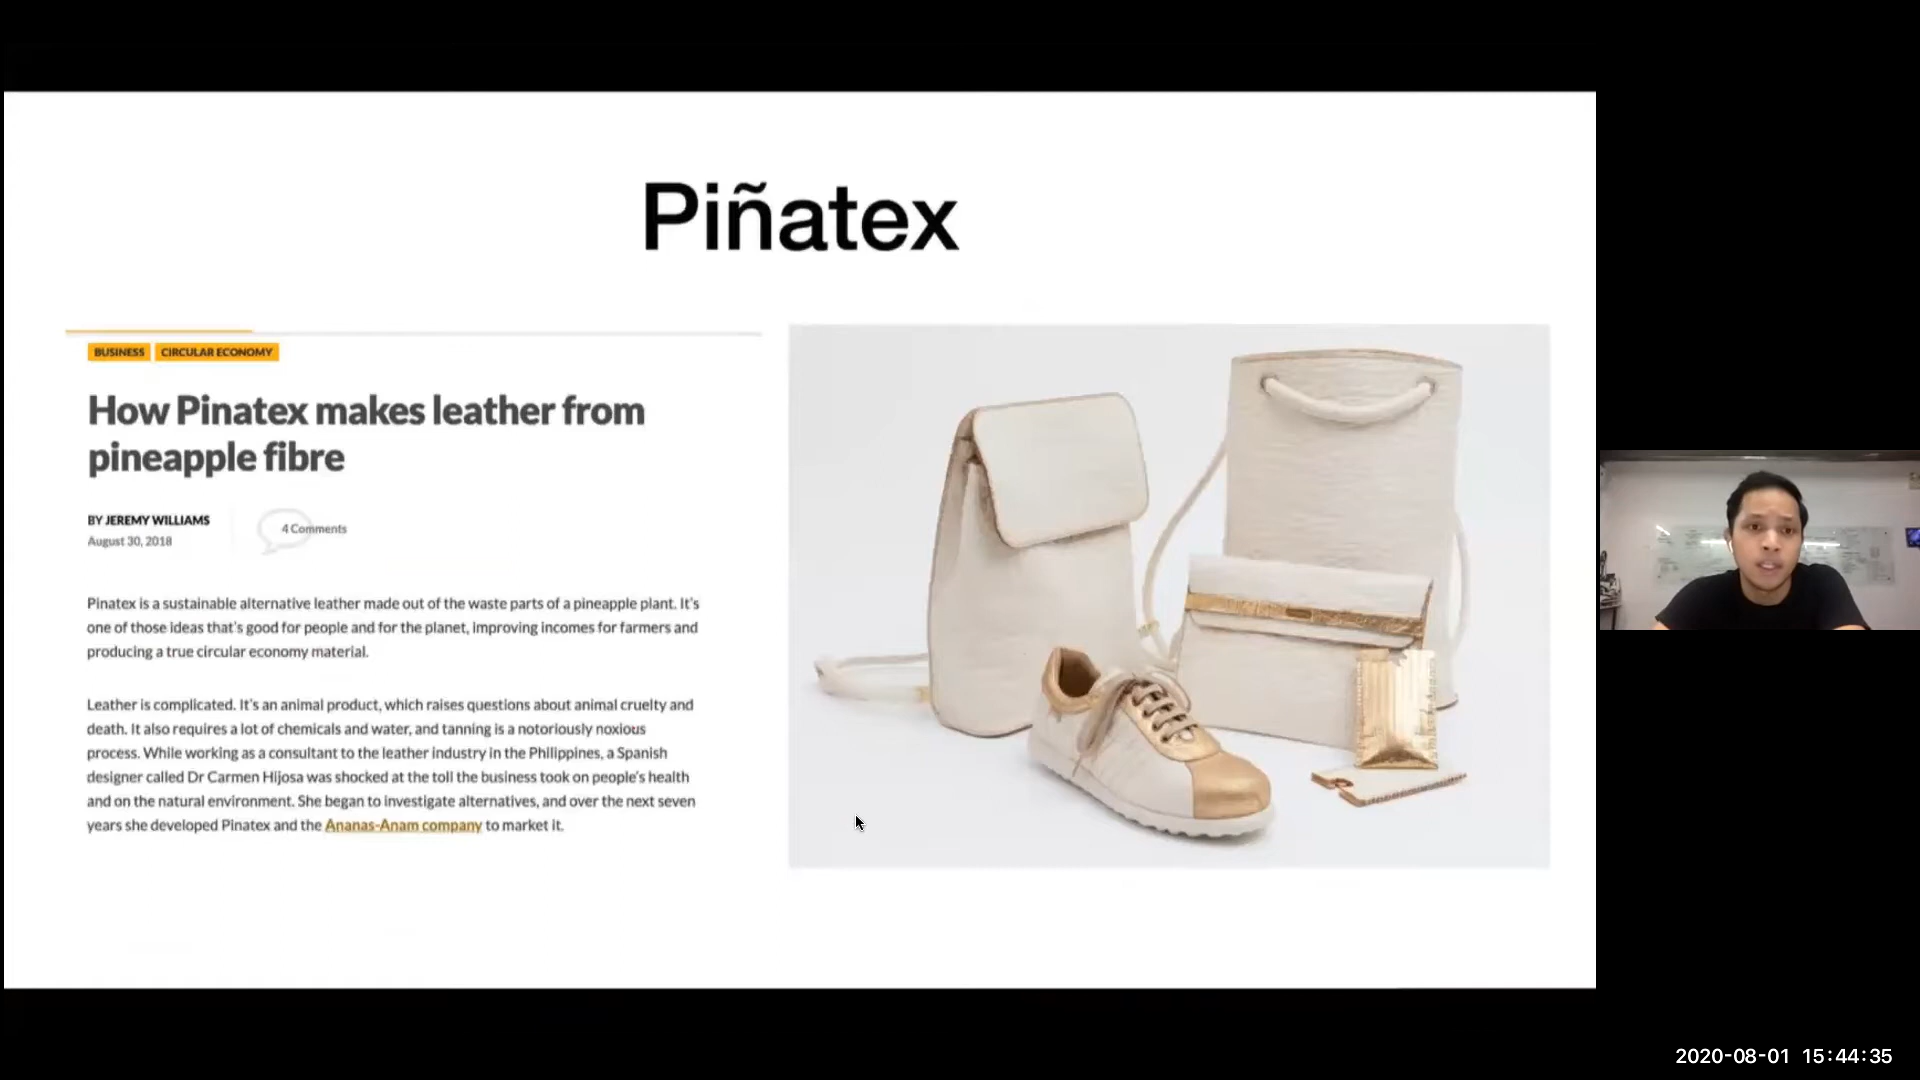 Piñatex
BUSINESS CIRCULAR ECONOMY
How Pinatex makes leather from
pineapple fibre
BY JEREMY WILLIAMS
4 Comments
August 30, 2018
Pinatex is a sustainable alternative leather made out of the waste parts of a pineapple plant. It's
one of those ideas that's good for people and for the planet, improving incomes for farmers and
producing a true circular economy material.
Leather is complicated. It's an animal product, which raises questions about animal cruelty and
death. It also requires a lot of chemicals and water, and tanning is a notoriously noxious
process. While working as a consultant to the leather industry in the Philippines, a Spanish
designer called Dr Carmen Hijosa was shocked at the toll the business took on people's health
and on the natural environment. She began to investigate alternatives, and over the next seven
years she developed Pinatex and the Ananas-Anam company to market it.
2020-08-01 15:44:35